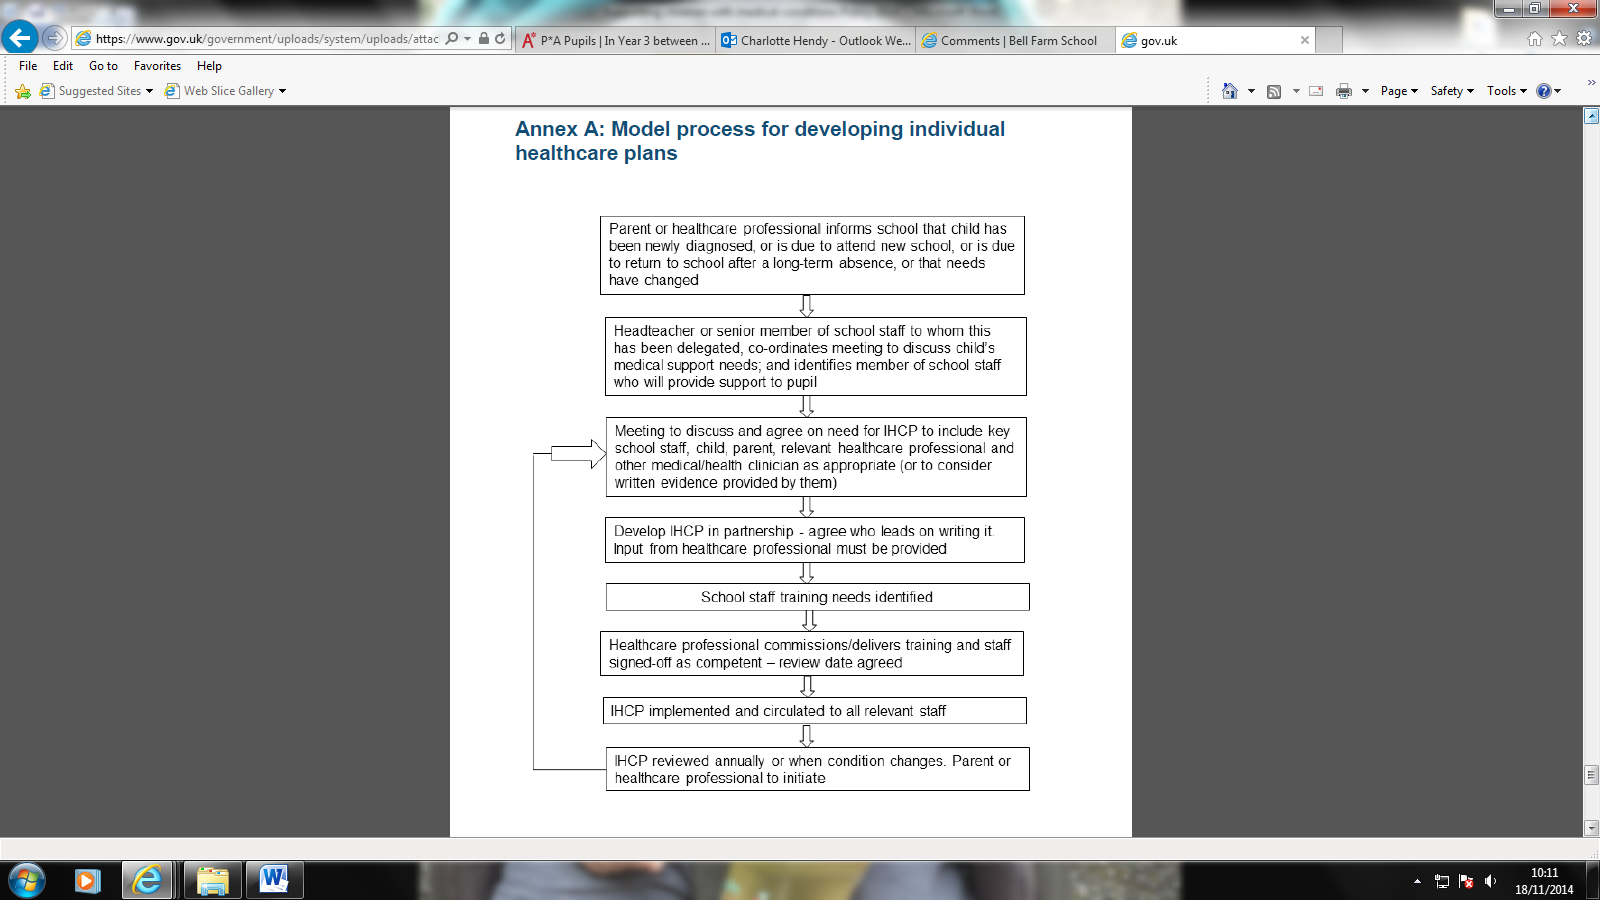 https://www.gov.uk/government/uploads/system/uploads/attac
P*A Pupils | In Year 3 between ...
Charlotte Hendy - Outlook We...
Comments | Bell Farm School
gov.uk
File Edit Go to Favorites Help
Suggested Sites
Web Slice Gallery
Page
Safety
Tools
Annex A: Model process for developing individual
healthcare plans
Parent or healthcare professional informs school that child has
been newly diagnosed, or is due to attend new school, or is due
to return to school after a long-term absence, or that needs
have changed
Headteacher or senior member of school staff to whom this
has been delegated, co-ordinates meeting to discuss child's
medical support needs; and identifies member of school staff
who will provide support to pupil
Meeting to discuss and agree on need for IHCP to include key
school staff, child, parent, relevant healthcare professional and
other medical/health clinician as appropriate (or to consider
written evidence provided by them)
Develop IHCP in partnership - agree who leads on writing it.
Input from healthcare professional must be provided
School staff training needs identified
Healthcare professional commissions/delivers training and staff
signed-off as competent – review date agreed
IHCP implemented and circulated to all relevant staff
IHCP reviewed annually or when condition changes. Parent or
healthcare professional to initiate
10:11
18/11/2014